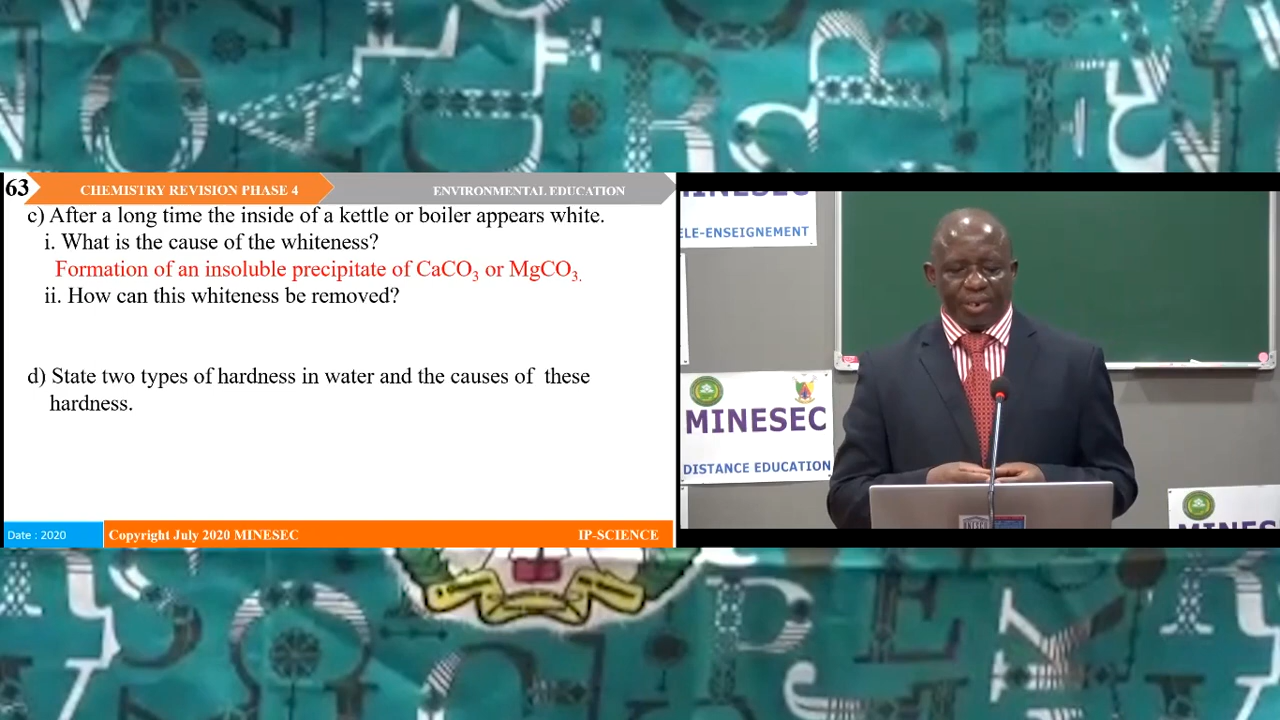 63
CHEMISTRY REVISION PHASE 4
ENVIRONMENTAL EDUCATION
c) After a long time the inside of a kettle or boiler appears white.
i. What is the cause of the whiteness?
Formation of an insoluble precipitate of CaCO₃ or MgCO₃.
ii. How can this whiteness be removed?
d) State two types of hardness in water and the causes of these
hardness.
Date : 2020
Copyright July 2020 MINESEC
IP-SCIENCE
MINESEC
ELE-ENSEIGNEMENT
MINESEC
DISTANCE EDUCATION
MINES